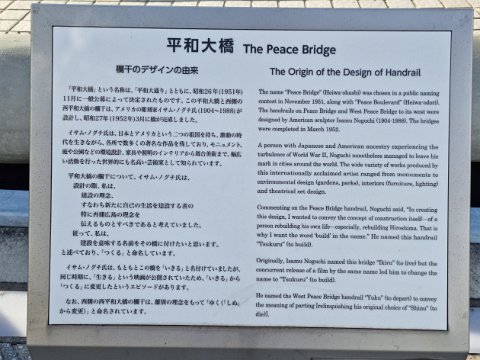 平和大橋 The Peace Bridge
欄干のデザインの由来
「平和大橋」という名称は、「平和大通り」とともに、昭和26年(1951年)
11月に一般公募によって決定されたものです。この平和大橋と西側の
西平和大橋の欄干は、アメリカの彫刻家イサム・ノグチ氏(1904~1988)が
設計し、昭和27年(1952年)3月に橋が完成しました。
イサム・ノグチ氏は、日本とアメリカという二つの祖国を持ち、激動の時
代を生きながら、各所で数多くの著名な作品を残しており、モニュメント、
庭や公園などの環境設計、家具や照明のインテリアから舞台美術まで、幅広
い活動を行った世界的にも名高い芸術家として知られています。
平和大橋の欄干について、イサム・ノグチ氏は、
設計の際、私は、
建設の理念、
すなわち新たに自己の生活を建設する者の
特に再建広島の理念を
伝えるものとすべきであると考えていました。
従って、私は、
建設を意味する名前をその橋に付けたいと思います。
と述べており、「つくる」と命名しています。
イサム・ノグチ氏は、もともとこの橋を「いきる」と名付けていましたが、
同じ時期に、「生きる」という映画が公開されていたため、「いきる」から
「つくる」に変更したというエピソードがあります。
なお、西側の西平和大橋の欄干は、離別の理念をもって「ゆく(「しぬ」
から変更)」と命名されています。
The Origin of the Design of Handrail
The name "Peace Bridge" (Heiwa-ohashi) was chosen in a public naming
contest in November 1951, along with "Peace Boulevard" (Heiwa-odori). The
handrails on Peace Bridge and West Peace Bridge to its west were
designed by American sculptor Isamu Noguchi (1904-1988). The bridges
were completed in March 1952.
A person with Japanese and American ancestry experiencing the
turbulence of World War II, Noguchi nonetheless managed to leave his
mark in cities around the world. The wide variety of works produced by
this internationally acclaimed artist ranged from monuments to
environmental design (gardens, parks), interiors (furniture, lighting)
and theatrical set design.
Commenting on the Peace Bridge handrail, Noguchi said, "In creating
this design, I wanted to convey the concept of construction itself—of a
person rebuilding his own life—especially, rebuilding Hiroshima. That is
why I want the word 'build' in the name." He named this handrail
"Tsukuru" (to build).
Originally, Isamu Noguchi named this bridge "Ikiru" (to live) but the
concurrent release of a film by the same name led him to change the
name to "Tsukuru" (to build).
He named the West Peace Bridge handrail "Yuku" (to depart) to convey
the meaning of parting [relinquishing his original choice of "Shinu" (to
die)].